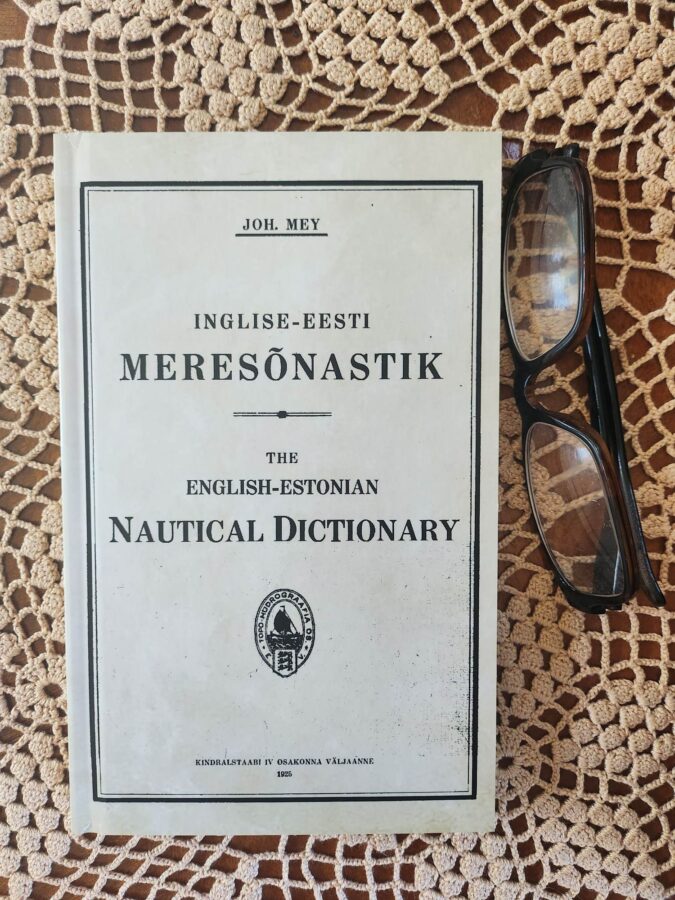 JOH. MEY
INGLISE-EESTI
MERESÕNASTIK
THE
ENGLISH-ESTONIAN
NAUTICAL DICTIONARY
KINDRALSTAABI IV OSAKONNA VÄLJAANNE
1925